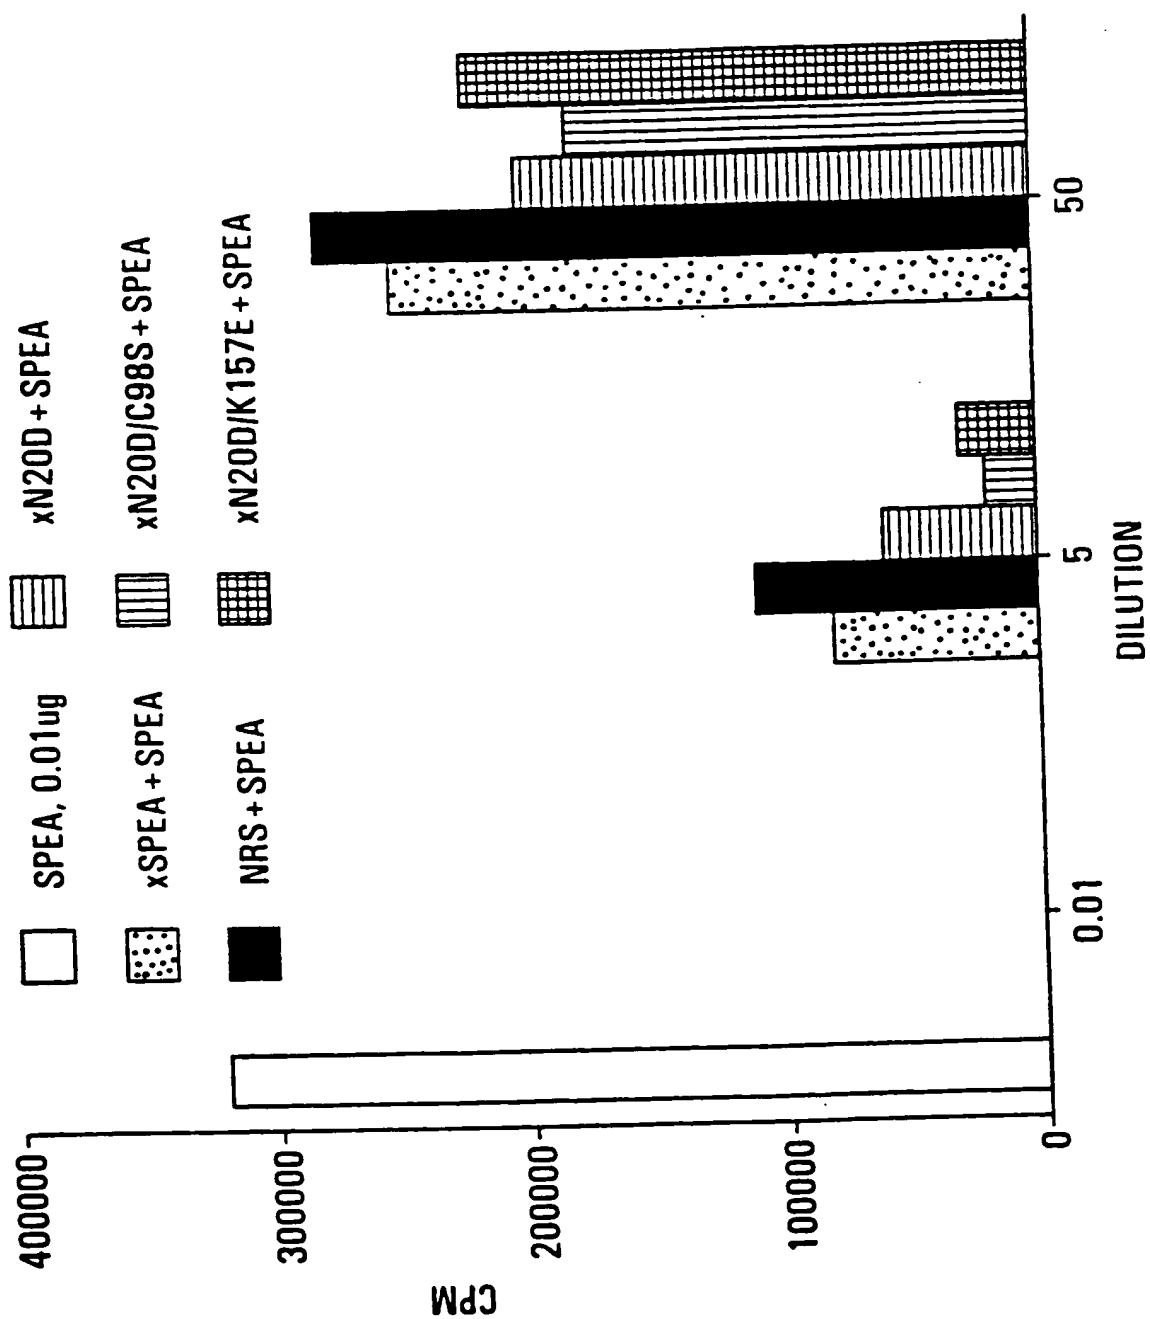 SPEA, 0.01ug
xSPEA+SPEA
NRS+SPEA
xN20D+SPEA
xN20D/C98S+SPEA
xN20D/K157E+SPEA
CPM
400000
300000
200000
100000
0
0.01
5
50
DILUTION